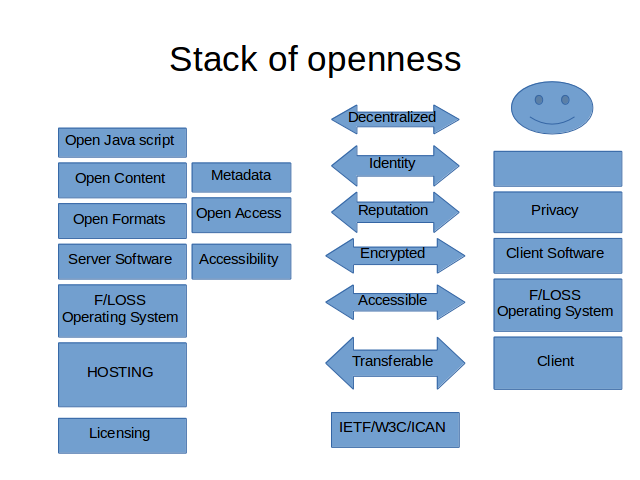 Stack of openness
Open Java script
Open Content
Open Formats
Server Software
F/LOSS
Operating System
HOSTING
Licensing
Metadata
Open Access
Accessibility
Decentralized
Identity
Reputation
Encrypted
Accessible
Transferable
IETF/W3C/ICAN
Privacy
Client Software
F/LOSS
Operating System
Client